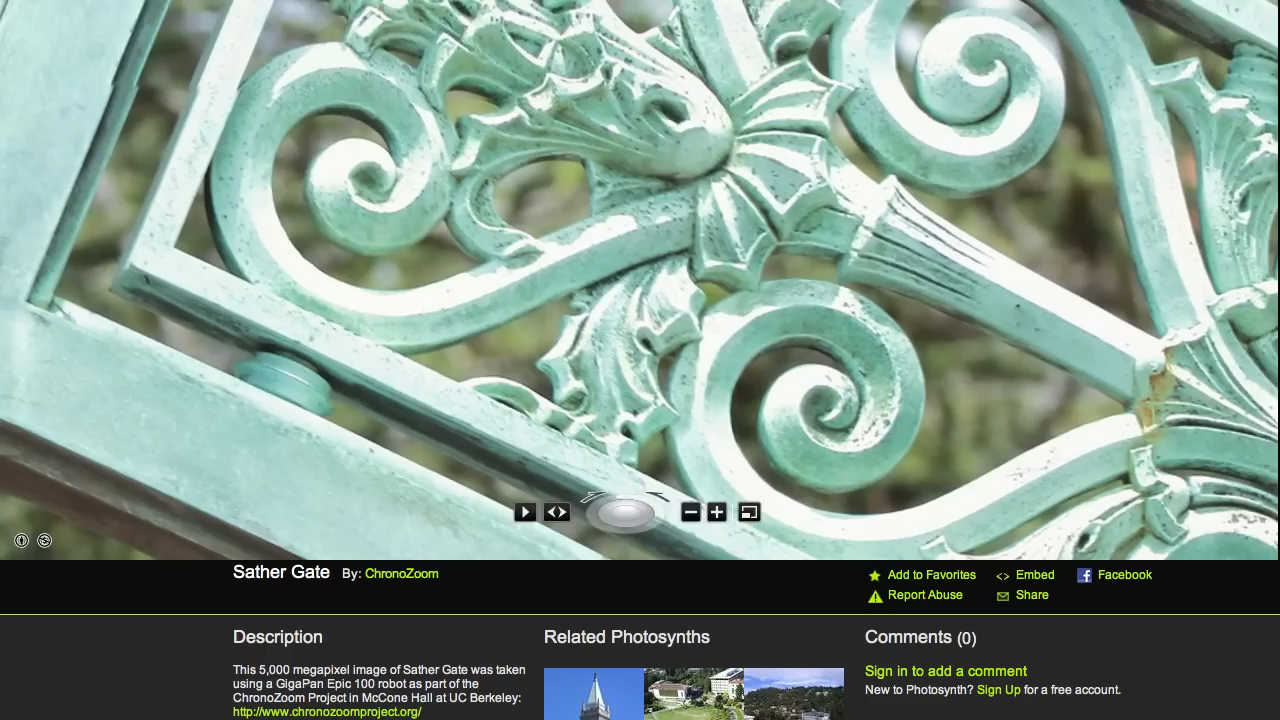 Sather Gate By: ChronoZoom
Add to Favorites <> Embed Facebook
Report Abuse Share
Description
This 5,000 megapixel image of Sather Gate was taken
using a GigaPan Epic 100 robot as part of the
ChronoZoom Project in McCone Hall at UC Berkeley:
http://www.chronozoomproject.org/
Related Photosynths
Comments (0)
Sign in to add a comment
New to Photosynth? Sign Up for a free account.